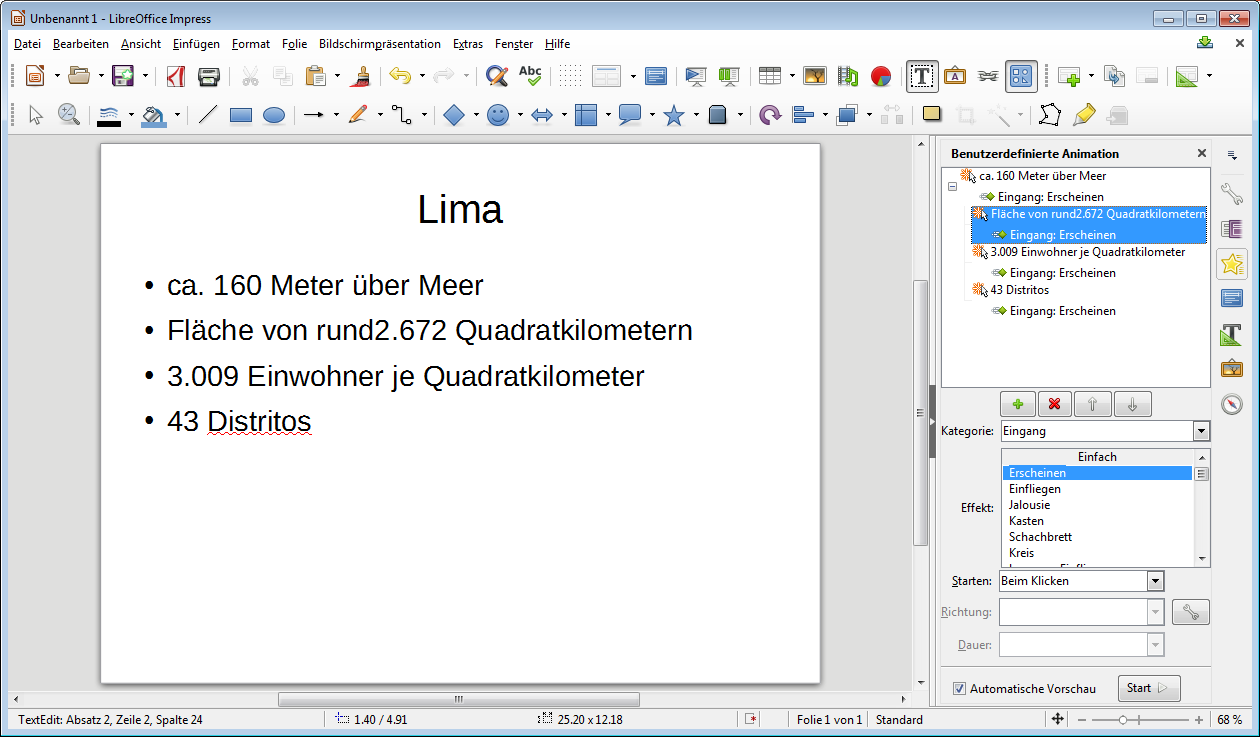 Unbenannt 1 - LibreOffice Impress
Datei Bearbeiten Ansicht Einfügen Format Folie Bildschirmpräsentation Extras Fenster Hilfe
Abc
T
A
Benutzerdefinierte Animation
ca. 160 Meter über Meer
Eingang: Erscheinen
Fläche von rund2.672 Quadratkilometern
Eingang: Erscheinen
3.009 Einwohner je Quadratkilometer
Eingang: Erscheinen
43 Distritos
Eingang: Erscheinen
Lima
• ca. 160 Meter über Meer
• Fläche von rund2.672 Quadratkilometern
• 3.009 Einwohner je Quadratkilometer
• 43 Distritos
Kategorie: Eingang
Effekt:
Einfach
Erscheinen
Einfliegen
Jalousie
Kasten
Schachbrett
Kreis
Starten: Beim Klicken
Richtung:
Dauer:
Automatische Vorschau
Start
TextEdit: Absatz 2, Zeile 2, Spalte 24 1.40 / 4.91 25.20 x 12.18 Folie 1 von 1 Standard 68 %